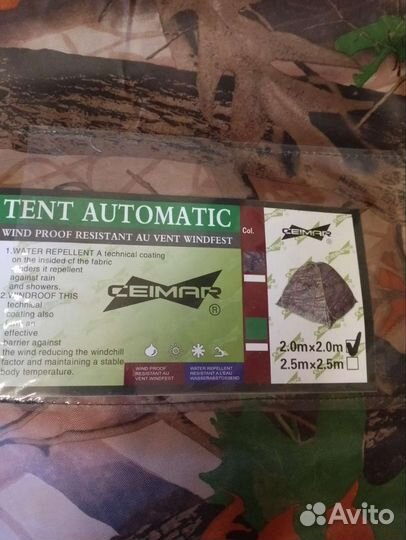 TENT AUTOMATIC
WIND PROOF RESISTANT AU VENT WINDFEST
Col.
1.WATER REPELLENT A technical coating
on the insided cf the fabric
renders it repellent
against rain
and showers.
2.WINDROOF THIS
technical
coating also
an
effective
barrier against
the wind reducing the windchill
factor and maintaining a stable
body temperature.
CEIMAR
®
WIND PROOF
RESISTANT AU
VENT WINDFEST
WATER REPELLENT
RESISTANT A L'EAU
WASSERABSTOSSEND
CEIMAR
2.0m×2.0m
2.5m×2.5m
Avito